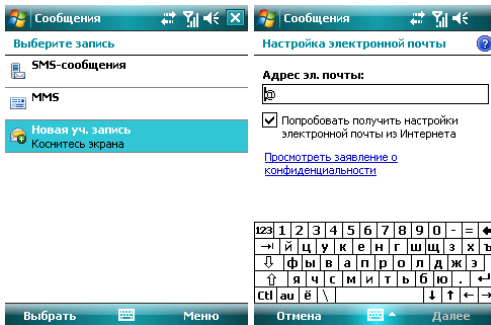 Сообщения
Выберите запись
SMS-сообщения
MMS
Новая уч. запись
Коснитесь экрана
Выбрать
Меню
Сообщения
Настройка электронной почты
?
Адрес эл. почты:
@
Попробовать получить настройки
электронной почты из Интернета
Просмотреть заявление о
конфиденциальности
123 1 2 3 4 5 6 7 8 9 0 - =
й ц у к е н г ш щ з х ъ
ф ы в а п р о л д ж э
я ч с м и т ь б ю .
Ctl au ё \
Отмена
Далее